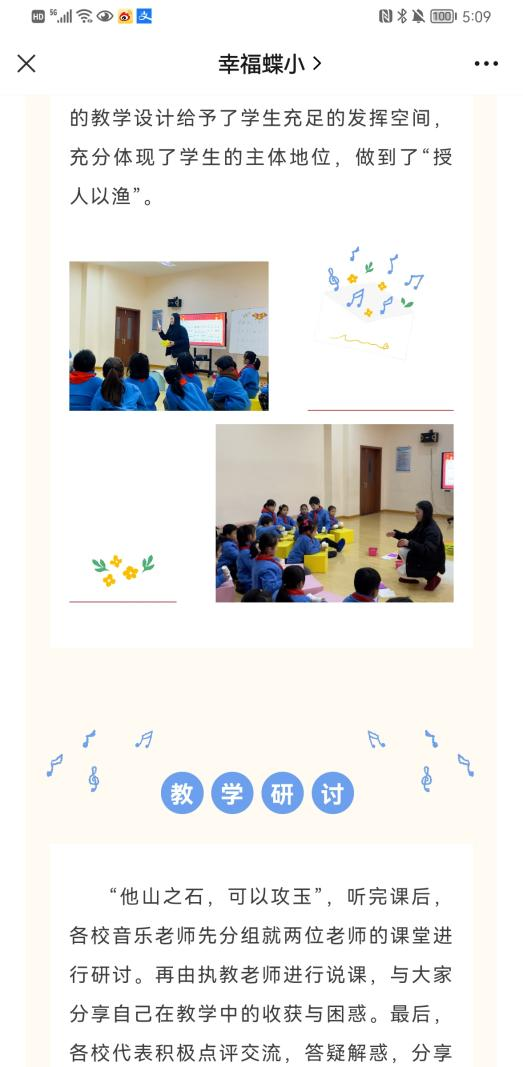 HD 5G 100 5:09
幸福蝶小
的教学设计给予了学生充足的发挥空间，
充分体现了学生的主体地位，做到了“授
人以渔”。
教学研讨
“他山之石，可以攻玉”，听完课后，
各校音乐老师先分组就两位老师的课堂进
行研讨。再由执教老师进行说课，与大家
分享自己在教学中的收获与困惑。最后，
各校代表积极点评交流，答疑解惑，分享